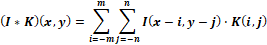 (I * K)(x, y) = ∑_{i=-m}^{m} ∑_{j=-n}^{n} I(x - i, y - j) · K(i, j)